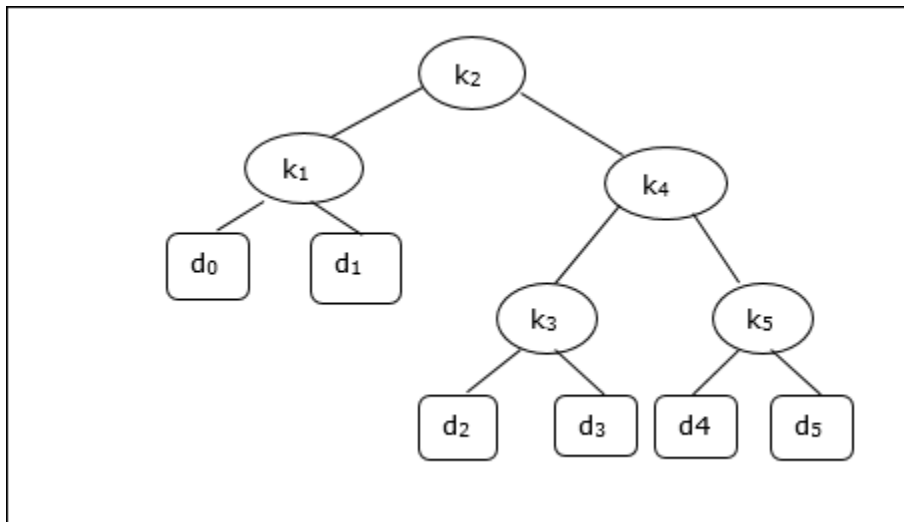 k₂
k₁
k₄
d₀ d₁
k₃ k₅
d₂ d₃ d4 d₅